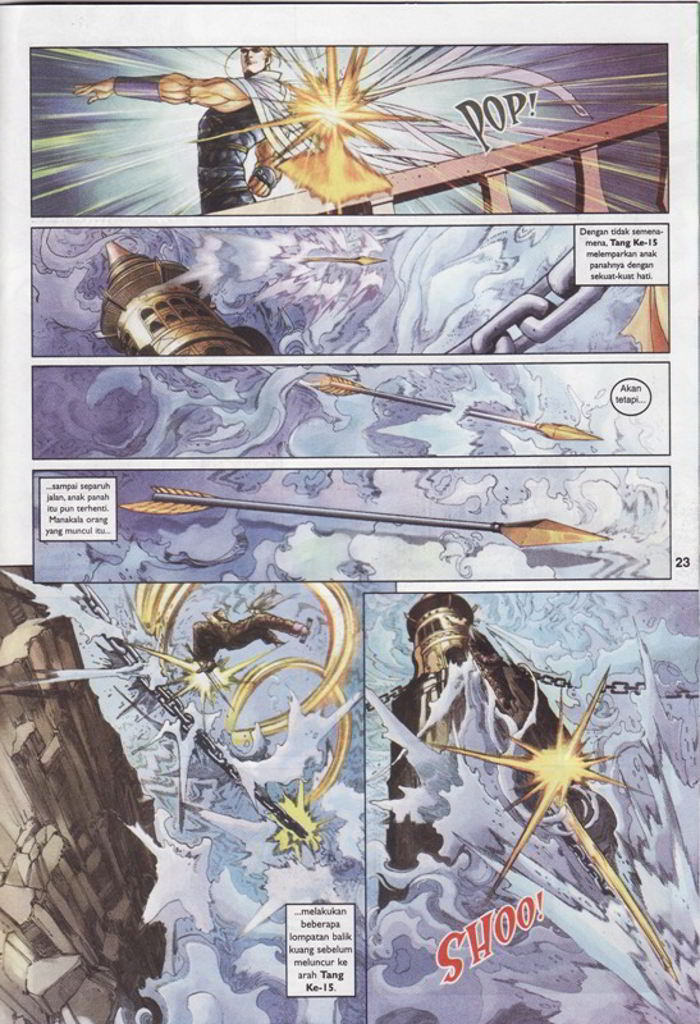 POP!
Dengan tidak semena-
mena, Tang Ke-15
melemparkan anak
panahnya dengan
sekuat-kuat hati.
Akan
tetapi...
...sampai separuh
jalan, anak panah
itu pun terhenti.
Manakala orang
yang muncul itu...
23
...melakukan
beberapa
lompatan balik
kuang sebelum
meluncur ke
arah Tang
Ke-15.
SHOO!